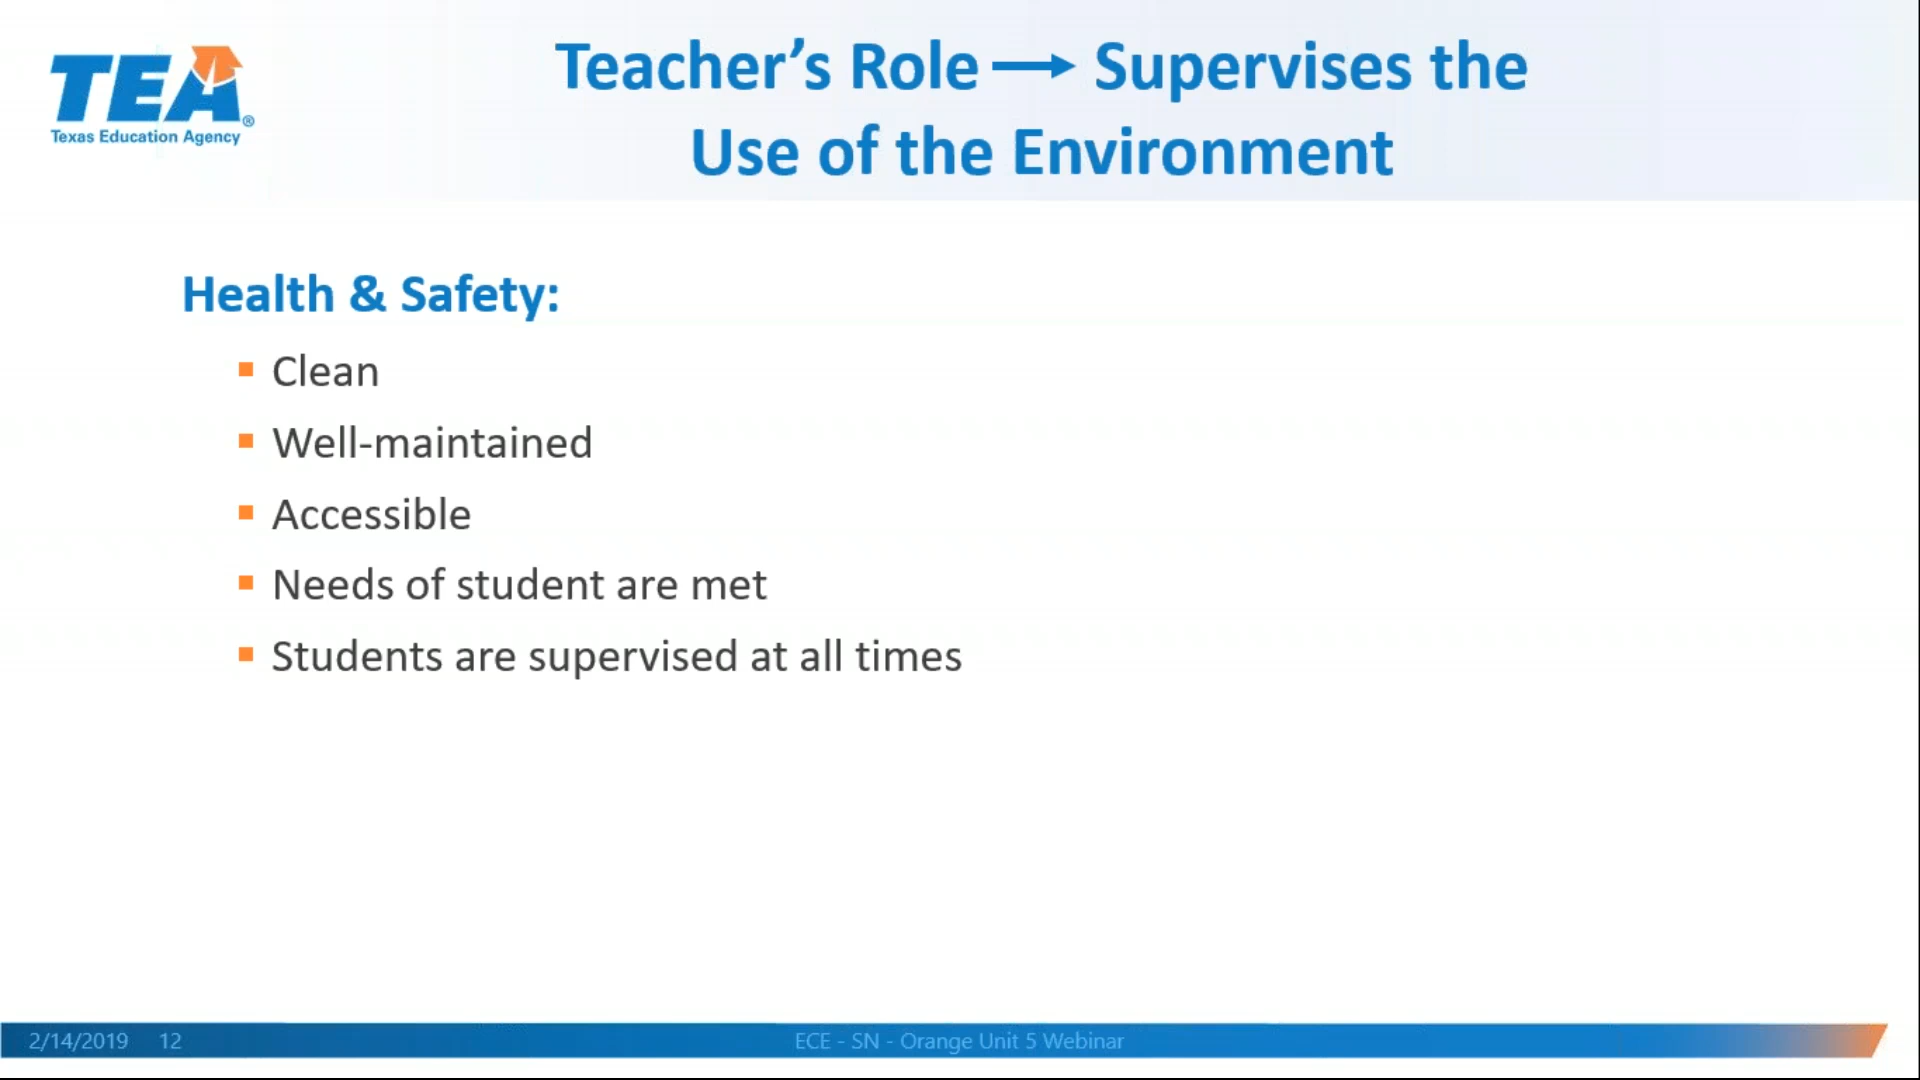 TEA®
Texas Education Agency
Teacher’s Role → Supervises the
Use of the Environment
Health & Safety:
▪ Clean
▪ Well-maintained
▪ Accessible
▪ Needs of student are met
▪ Students are supervised at all times
2/14/2019 12 ECE - SN - Orange Unit 5 Webinar